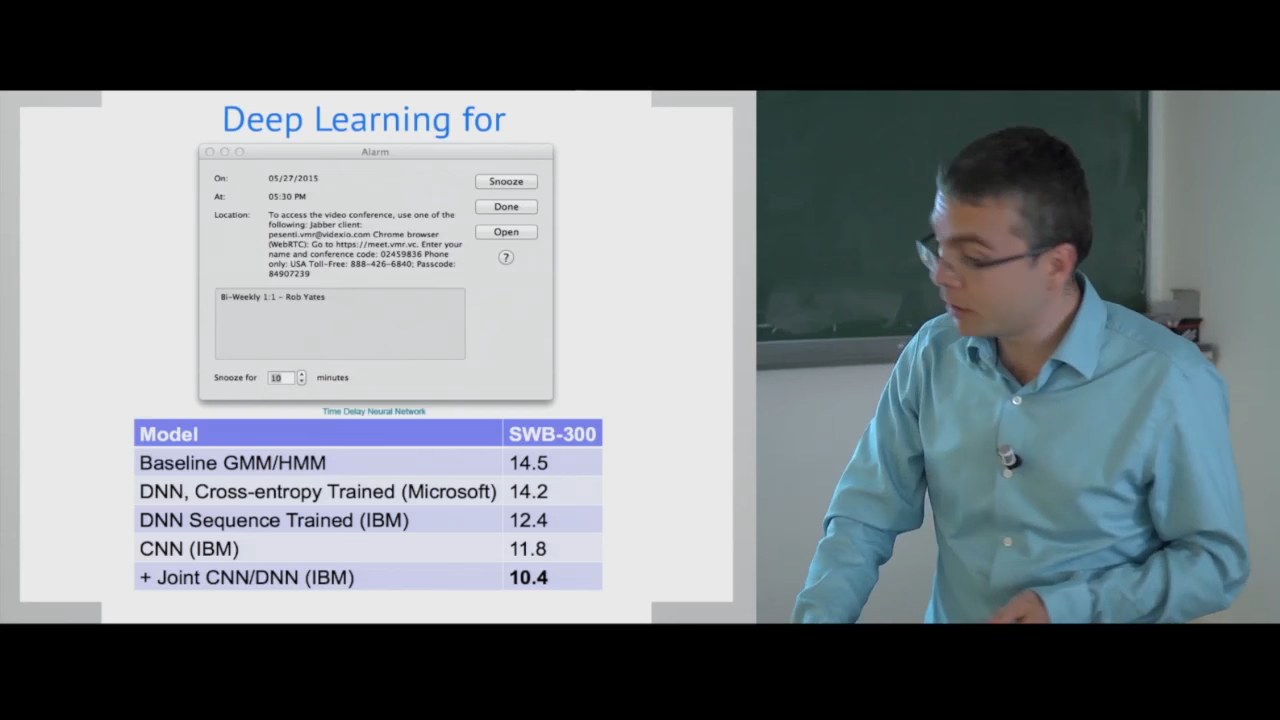 Deep Learning for
Alarm
On: 05/27/2015
At: 05:30 PM
Location: To access the video conference, use one of the
following: Jabber client:
pesenti.vmr@videxio.com Chrome browser
(WebRTC): Go to https://meet.vmr.vc. Enter your
name and conference code: 02459836 Phone
only: USA Toll-Free: 888-426-6840; Passcode:
84907239
Snooze
Done
Open
?
Bi-Weekly 1:1 - Rob Yates
Snooze for 10 minutes
Time Delay Neural Network
Model SWB-300
Baseline GMM/HMM 14.5
DNN, Cross-entropy Trained (Microsoft) 14.2
DNN Sequence Trained (IBM) 12.4
CNN (IBM) 11.8
+ Joint CNN/DNN (IBM) 10.4